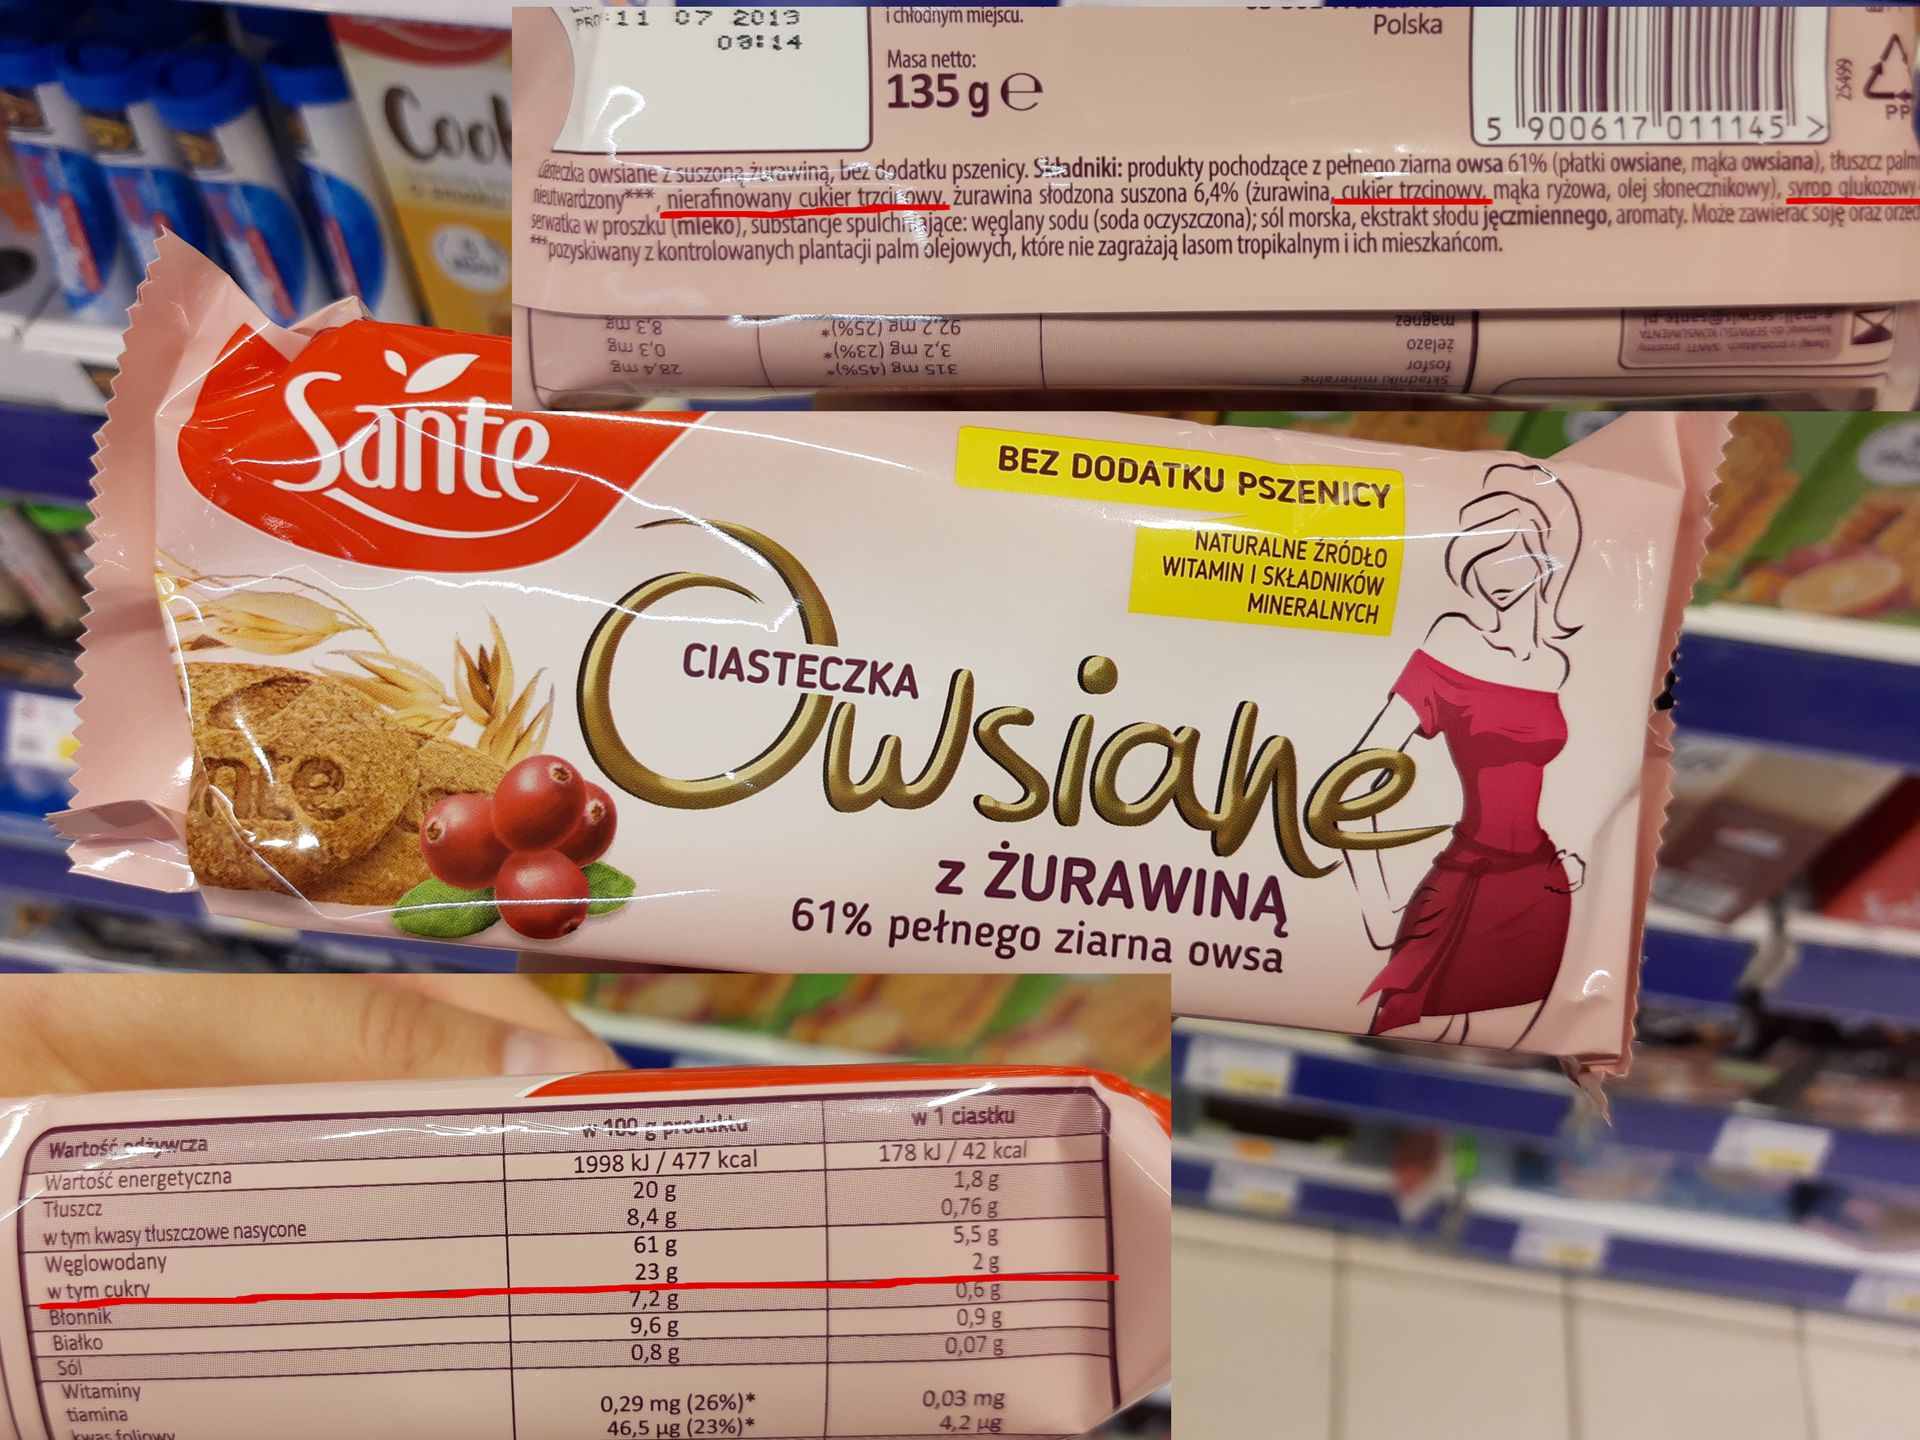 11 07 2019
08:14
i chłodnym miejscu.
Masa netto:
135 g e
Polska
5 900617 011145 >
25499
PP
Ciasteczka owsiane z suszoną żurawiną, bez dodatku pszenicy. Składniki: produkty pochodzące z pełnego ziarna owsa 61% (płatki owsiane, mąka owsiana), tłuszcz
nieutwardzony***, nierafinowany cukier trzcinowy, żurawina słodzona suszona 6,4% (żurawina, cukier trzcinowy, mąka ryżowa, olej słonecznikowy), syrop glukozowy
serwatka w proszku (mleko), substancje spulchniające: węglany sodu (soda oczyszczona); sól morska, ekstrakt słodu jęczmiennego, aromaty. Może zawierać soję oraz
***pozyskiwany z kontrolowanych plantacji palm olejowych, które nie zagrażają lasom tropikalnym i ich mieszkańcom.
Składniki mineralne
fosfor 315 mg (45%)* 28,4 mg
żelazo 3,2 mg (23%)* 0,3 mg
magnez 92,2 mg (25%)* 8,3 mg
Sante
BEZ DODATKU PSZENICY
NATURALNE ŹRÓDŁO
WITAMIN I SKŁADNIKÓW
MINERALNYCH
CIASTECZKA
Owsiane
z ŻURAWINĄ
61% pełnego ziarna owsa
Wartość odżywcza w 100 g produktu w 1 ciastku
Wartość energetyczna 1998 kJ / 477 kcal 178 kJ / 42 kcal
Tłuszcz 20 g 1,8 g
w tym kwasy tłuszczowe nasycone 8,4 g 0,76 g
Węglowodany 61 g 5,5 g
w tym cukry 23 g 2 g
Błonnik 7,2 g 0,6 g
Białko 9,6 g 0,9 g
Sól 0,8 g 0,07 g
Witaminy
tiamina 0,29 mg (26%)* 0,03 mg
kwas foliowy 46,5 µg (23%)* 4,2 µg